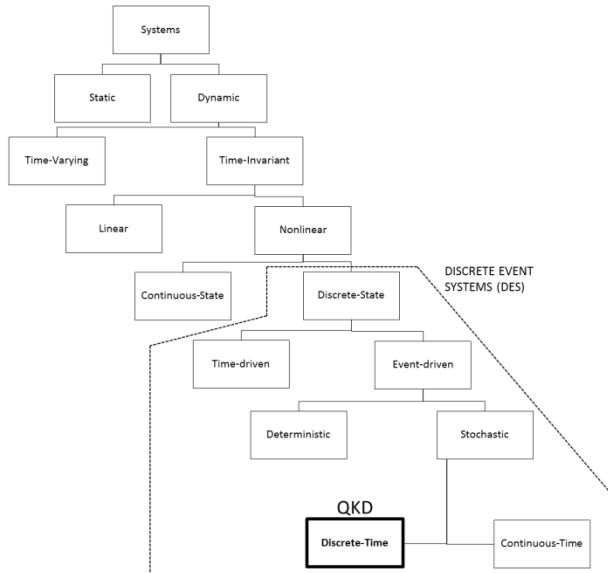 Systems
Static
Dynamic
Time-Varying
Time-Invariant
Linear
Nonlinear
DISCRETE EVENT
SYSTEMS (DES)
Continuous-State
Discrete-State
Time-driven
Event-driven
Deterministic
Stochastic
QKD
Discrete-Time
Continuous-Time